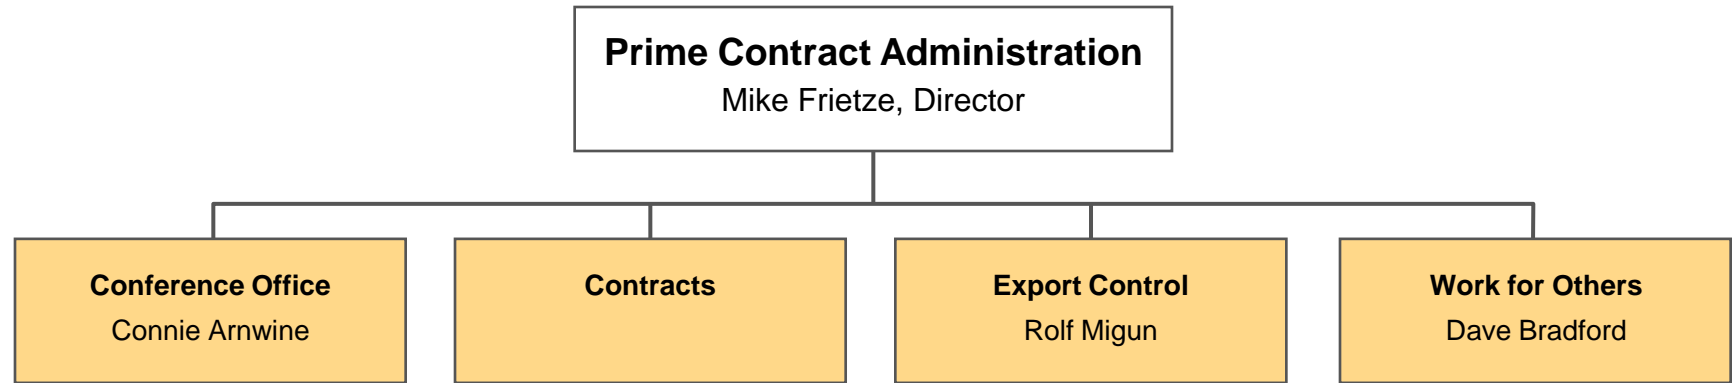 Prime Contract Administration
Mike Frietze, Director
Conference Office
Connie Arnwine
Contracts
Export Control
Rolf Migun
Work for Others
Dave Bradford